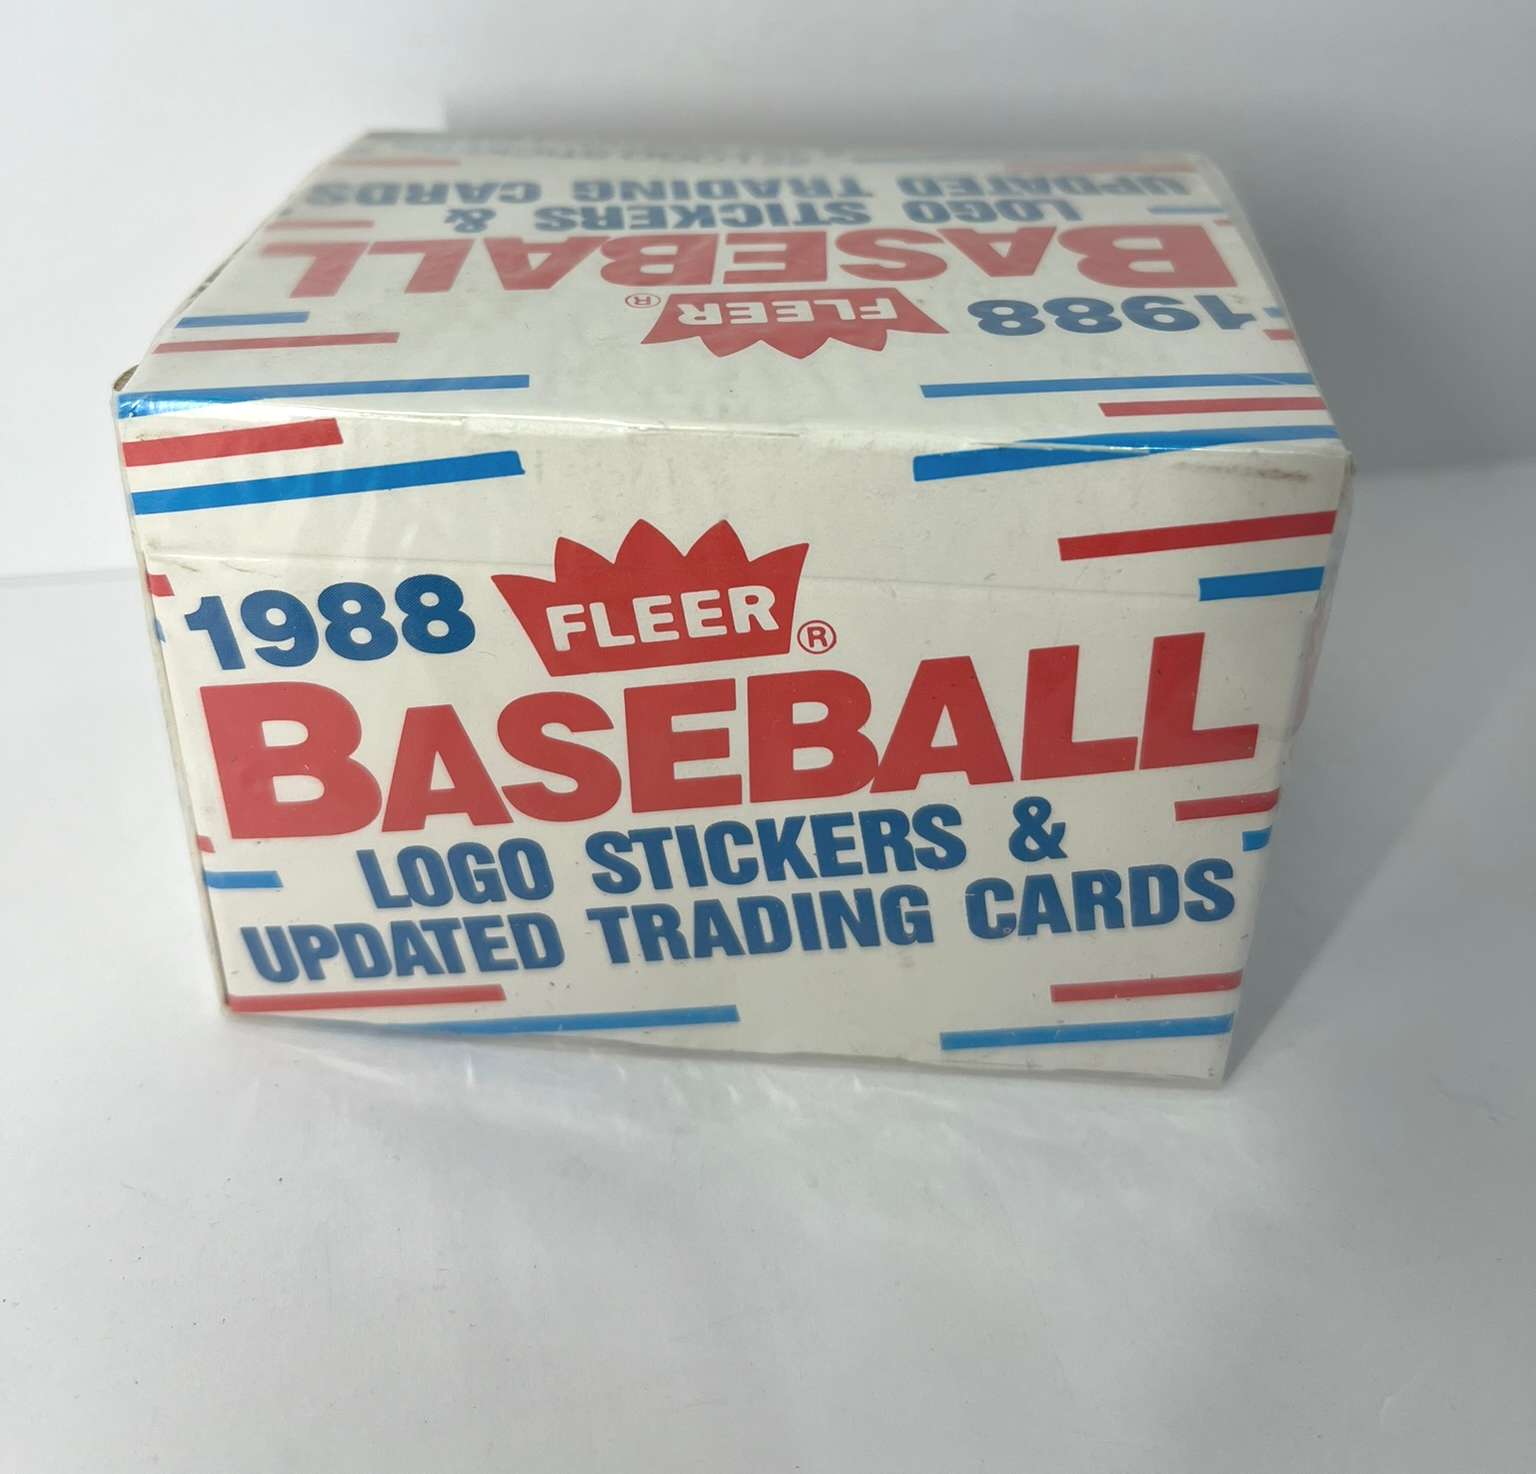 UPDATED TRADING CARDS
LOGO STICKERS &
BASEBALL
1988 FLEER ®
1988 FLEER ®
BASEBALL
LOGO STICKERS &
UPDATED TRADING CARDS